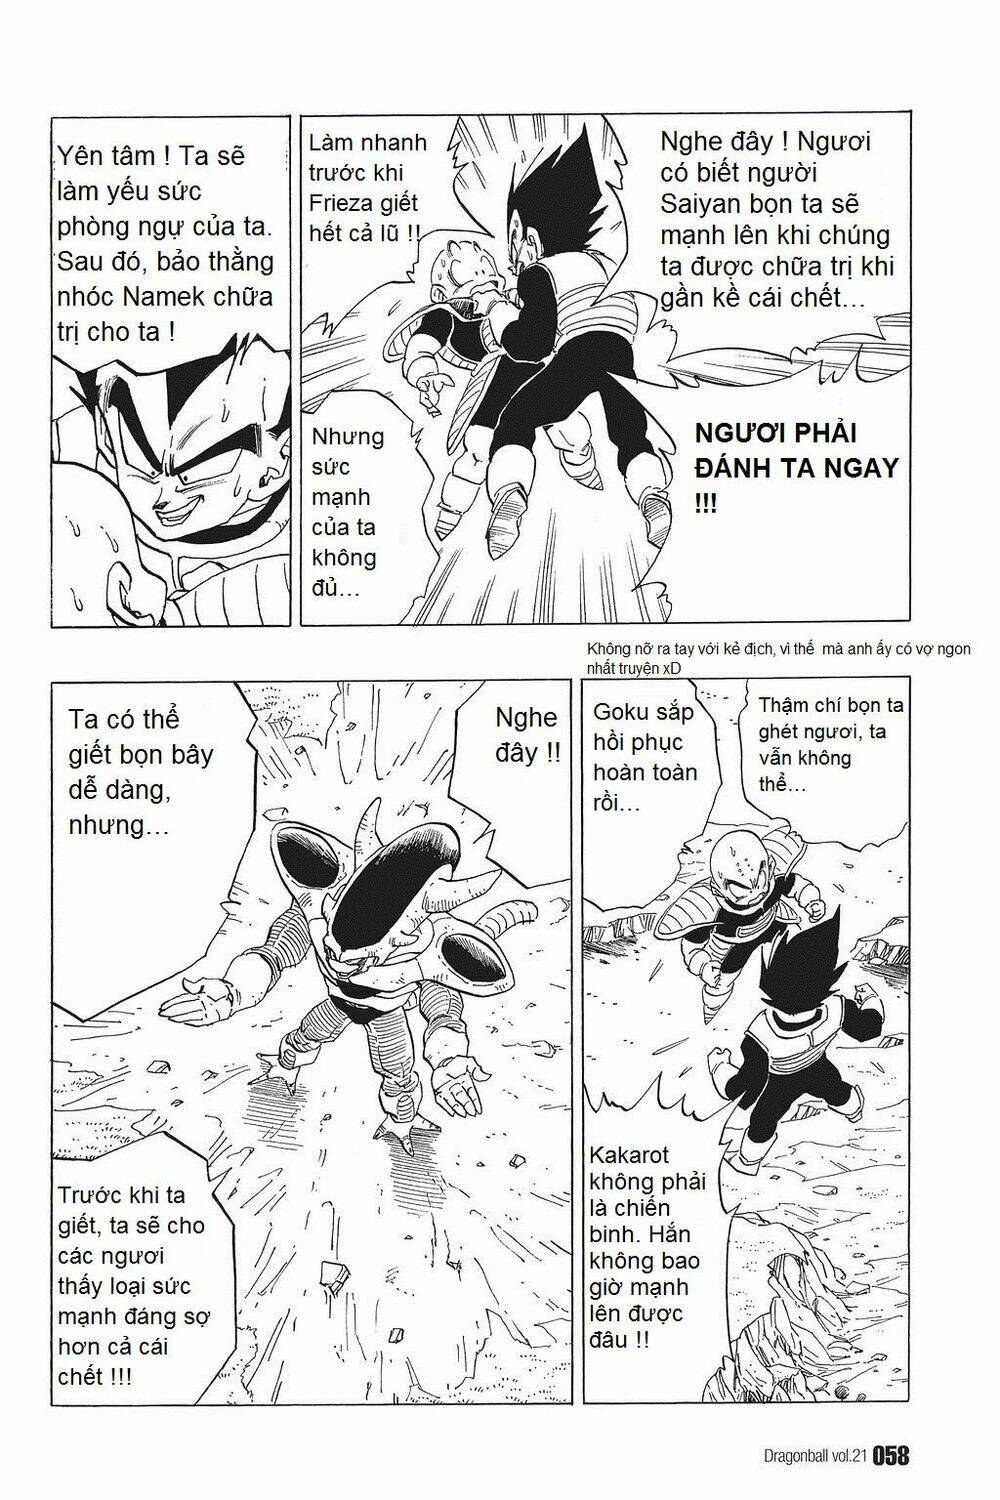 Nghe đây ! Ngươi
có biết người
Saiyan bọn ta sẽ
mạnh lên khi chúng
ta được chữa trị khi
gần kề cái chết...
Làm nhanh
trước khi
Frieza giết
hết cả lũ !!
NGƯƠI PHẢI
ĐÁNH TA NGAY
!!!
Nhưng
sức
mạnh
của ta
không
đủ...
Yên tâm ! Ta sẽ
làm yếu sức
phòng ngự của ta.
Sau đó, bảo thằng
nhóc Namek chữa
trị cho ta !
Không nỡ ra tay với kẻ địch, vì thế mà anh ấy có vợ ngon
nhất truyện xD
Thậm chí bọn ta
ghét ngươi, ta
vẫn không
thể...
Goku sắp
hồi phục
hoàn toàn
rồi...
Kakarot
không phải
là chiến
binh. Hắn
không bao
giờ mạnh
lên được
đâu !!
Nghe
đây !!
Ta có thể
giết bọn bây
dễ dàng,
nhưng...
Trước khi ta
giết, ta sẽ cho
các ngươi
thấy loại sức
mạnh đáng sợ
hơn cả cái
chết !!!
Dragonball vol.21 058